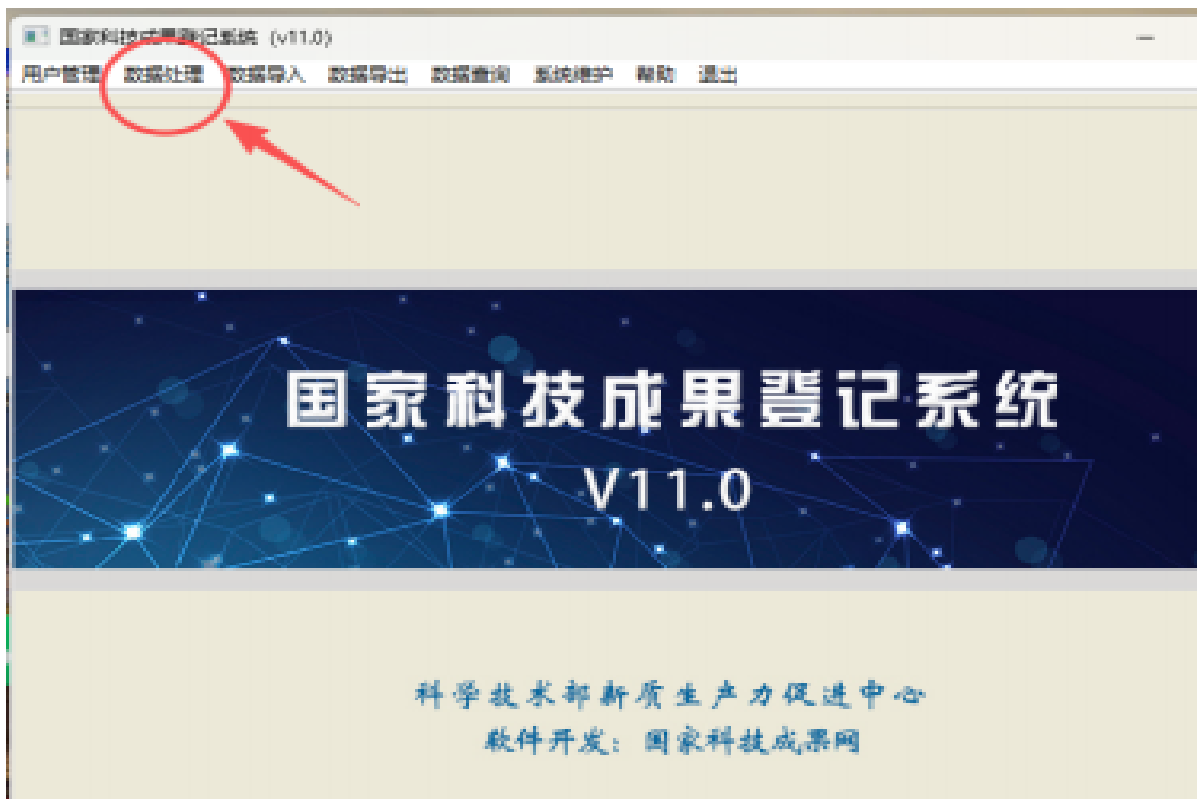 国家科技成果登记系统 (v11.0)
用户管理 数据处理 数据导入 数据导出 数据查询 系统维护 帮助 退出
国家科技成果登记系统
V11.0
科学技术部新质生产力促进中心
软件开发：国家科技成果网